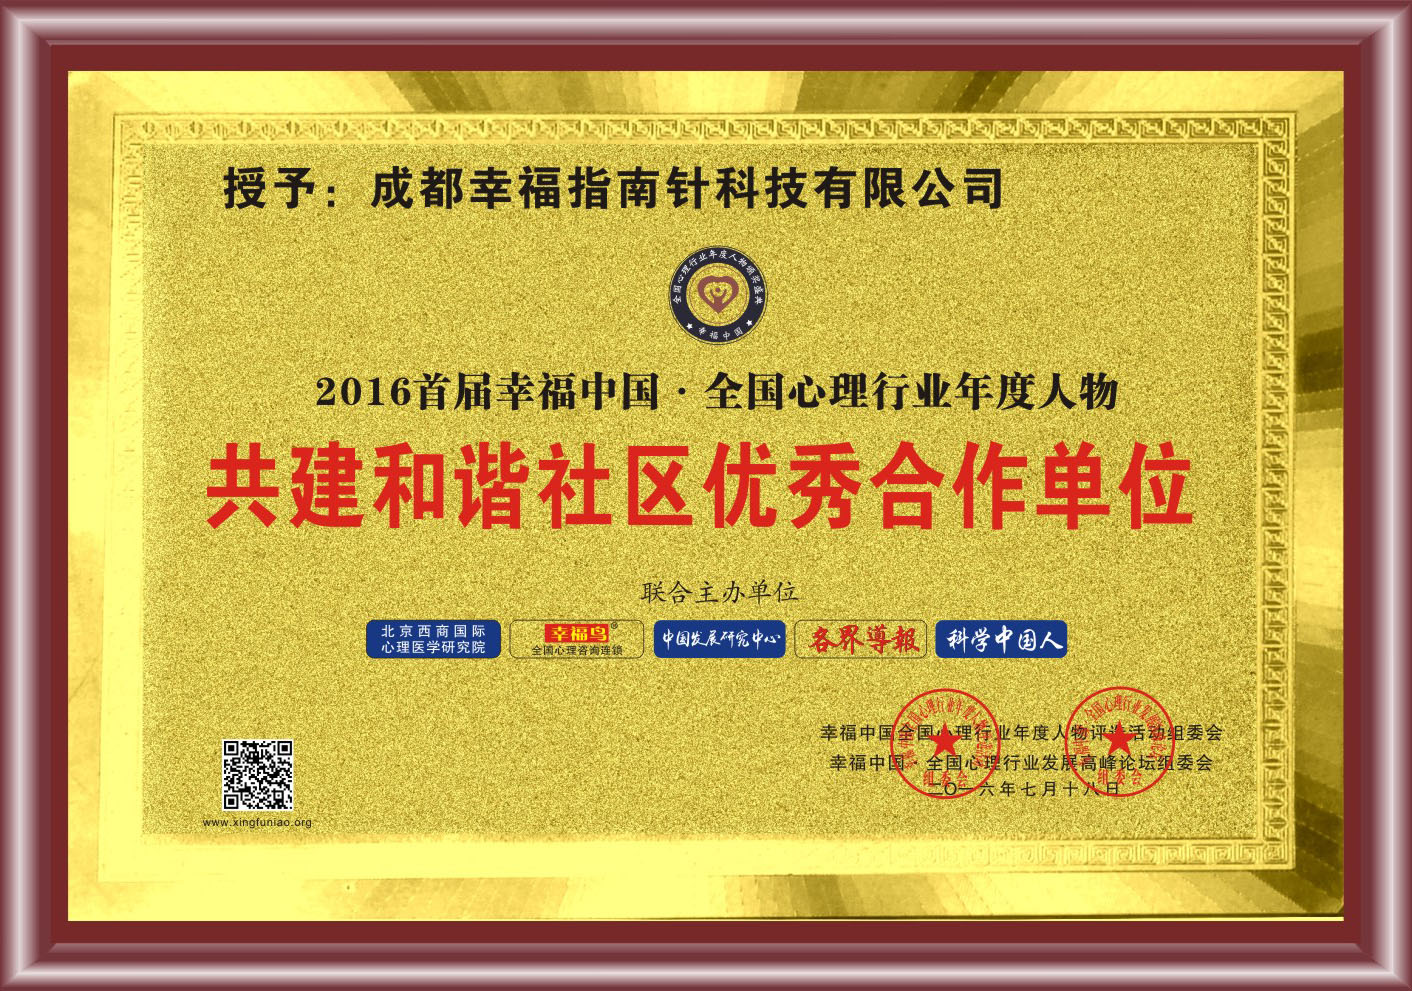 授予：成都幸福指南针科技有限公司
全国心理行业年度人物颁奖盛典
幸福中国
2016首届幸福中国·全国心理行业年度人物
共建和谐社区优秀合作单位
联合主办单位
北京西商国际
心理医学研究院
幸福鸟®
全国心理咨询连锁
中国发展研究中心
各界導報
科学中国人
幸福中国全国心理行业年度人物评选活动组委会
幸福中国·全国心理行业发展高峰论坛组委会
二〇一六年七月十八日
组委会
组委会
www.xingfuniao.org